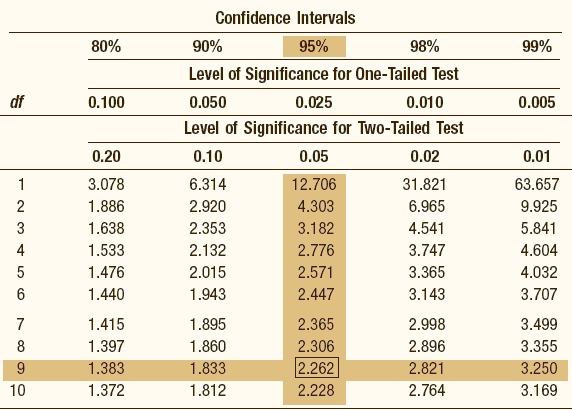 Confidence Intervals
80% 90% 95% 98% 99%
Level of Significance for One-Tailed Test
df 0.100 0.050 0.025 0.010 0.005
Level of Significance for Two-Tailed Test
0.20 0.10 0.05 0.02 0.01
1 3.078 6.314 12.706 31.821 63.657
2 1.886 2.920 4.303 6.965 9.925
3 1.638 2.353 3.182 4.541 5.841
4 1.533 2.132 2.776 3.747 4.604
5 1.476 2.015 2.571 3.365 4.032
6 1.440 1.943 2.447 3.143 3.707
7 1.415 1.895 2.365 2.998 3.499
8 1.397 1.860 2.306 2.896 3.355
9 1.383 1.833 2.262 2.821 3.250
10 1.372 1.812 2.228 2.764 3.169